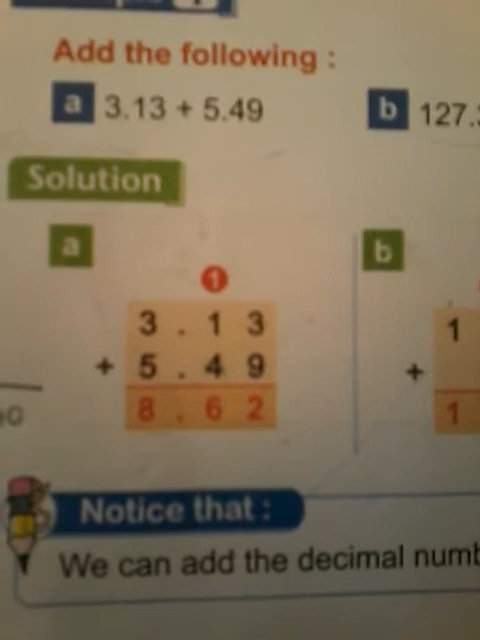 Add the following :
a 3.13 + 5.49
b 127.
Solution
a
b
1
3 . 1 3
+ 5 . 4 9
8 . 6 2
1
+
1
Notice that :
We can add the decimal